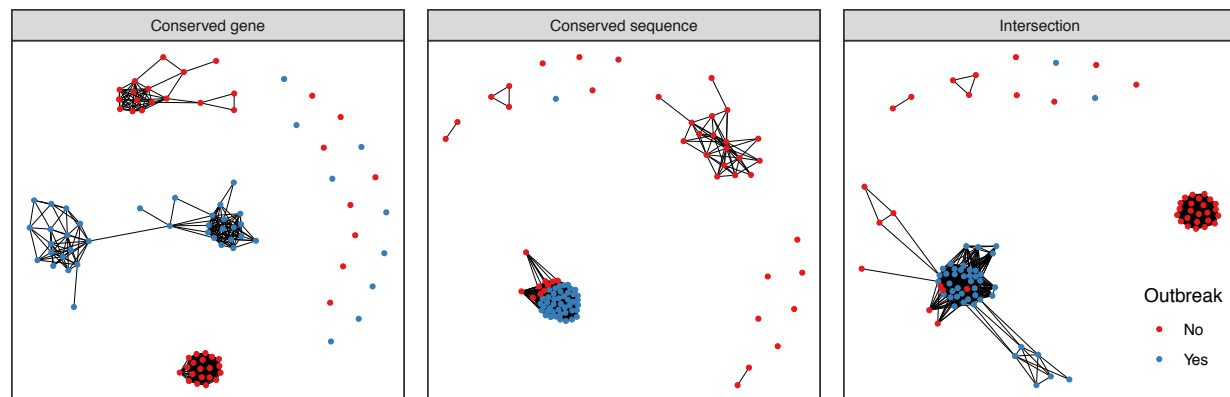 Conserved gene
Conserved sequence
Intersection
Outbreak
No
Yes